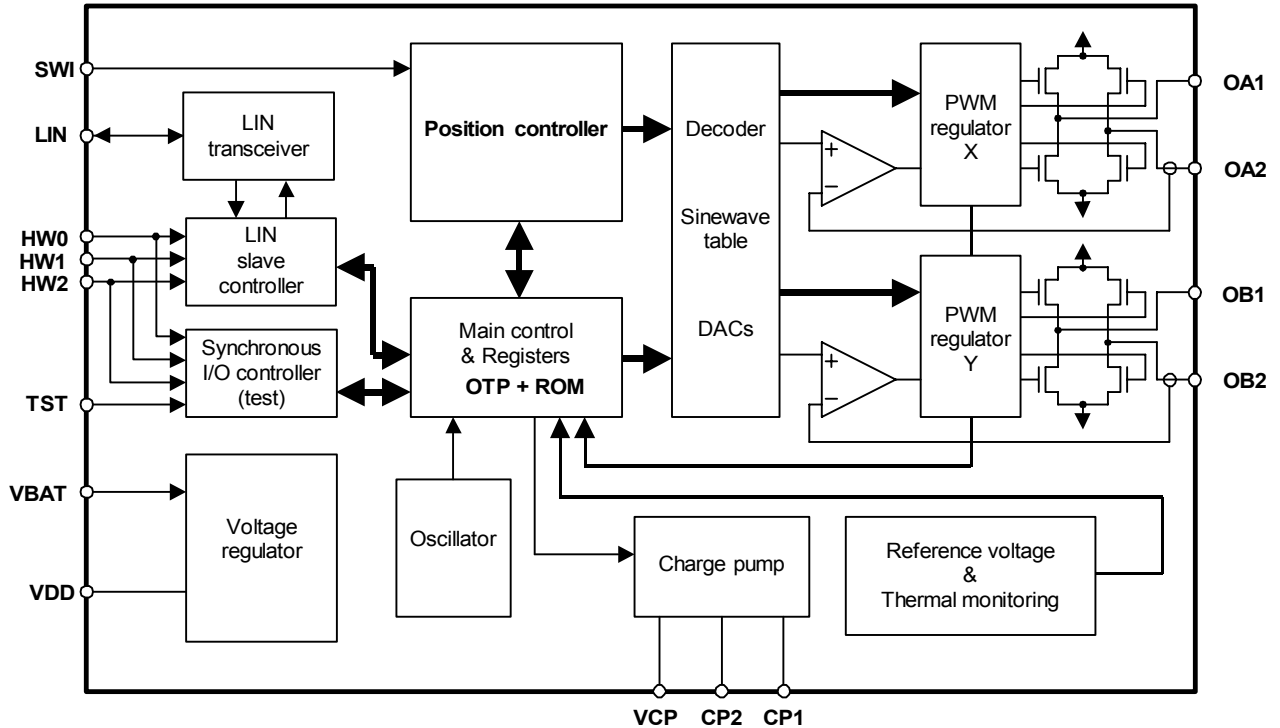 SWI
LIN
HW0
HW1
HW2
TST
VBAT
VDD
LIN
transceiver
LIN
slave
controller
Synchronous
I/O controller
(test)
Voltage
regulator
Position controller
Main control
& Registers
OTP + ROM
Oscillator
Charge pump
Decoder
Sinewave
table
DACs
+
−
+
−
PWM
regulator
X
PWM
regulator
Y
Reference voltage
&
Thermal monitoring
OA1
OA2
OB1
OB2
VCP
CP2
CP1